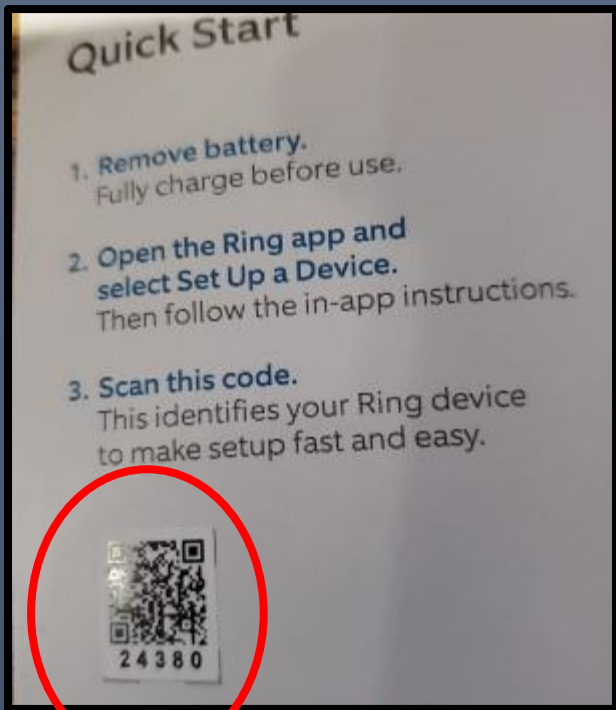 Quick Start
1. Remove battery.
Fully charge before use.
2. Open the Ring app and
select Set Up a Device.
Then follow the in-app instructions.
3. Scan this code.
This identifies your Ring device
to make setup fast and easy.
24380